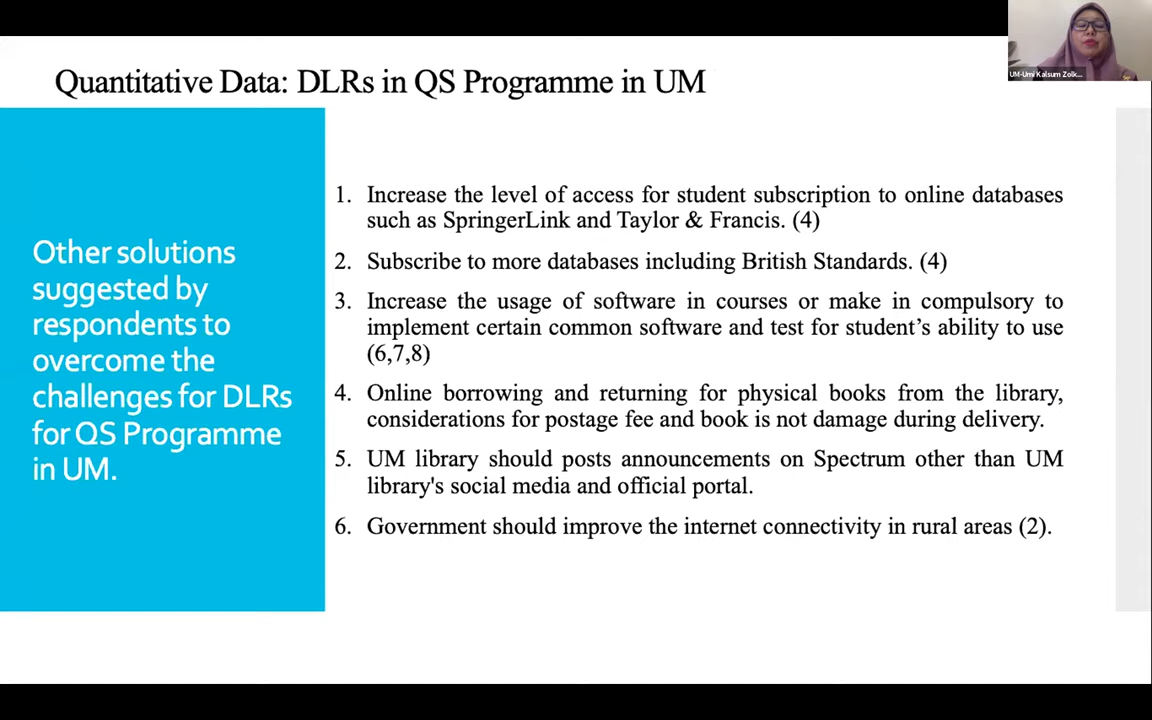 UM-Umi Kalsum Zolk...
Quantitative Data: DLRs in QS Programme in UM
Other solutions
suggested by
respondents to
overcome the
challenges for DLRs
for QS Programme
in UM.
1. Increase the level of access for student subscription to online databases
such as SpringerLink and Taylor & Francis. (4)
2. Subscribe to more databases including British Standards. (4)
3. Increase the usage of software in courses or make in compulsory to
implement certain common software and test for student’s ability to use
(6,7,8)
4. Online borrowing and returning for physical books from the library,
considerations for postage fee and book is not damage during delivery.
5. UM library should posts announcements on Spectrum other than UM
library's social media and official portal.
6. Government should improve the internet connectivity in rural areas (2).